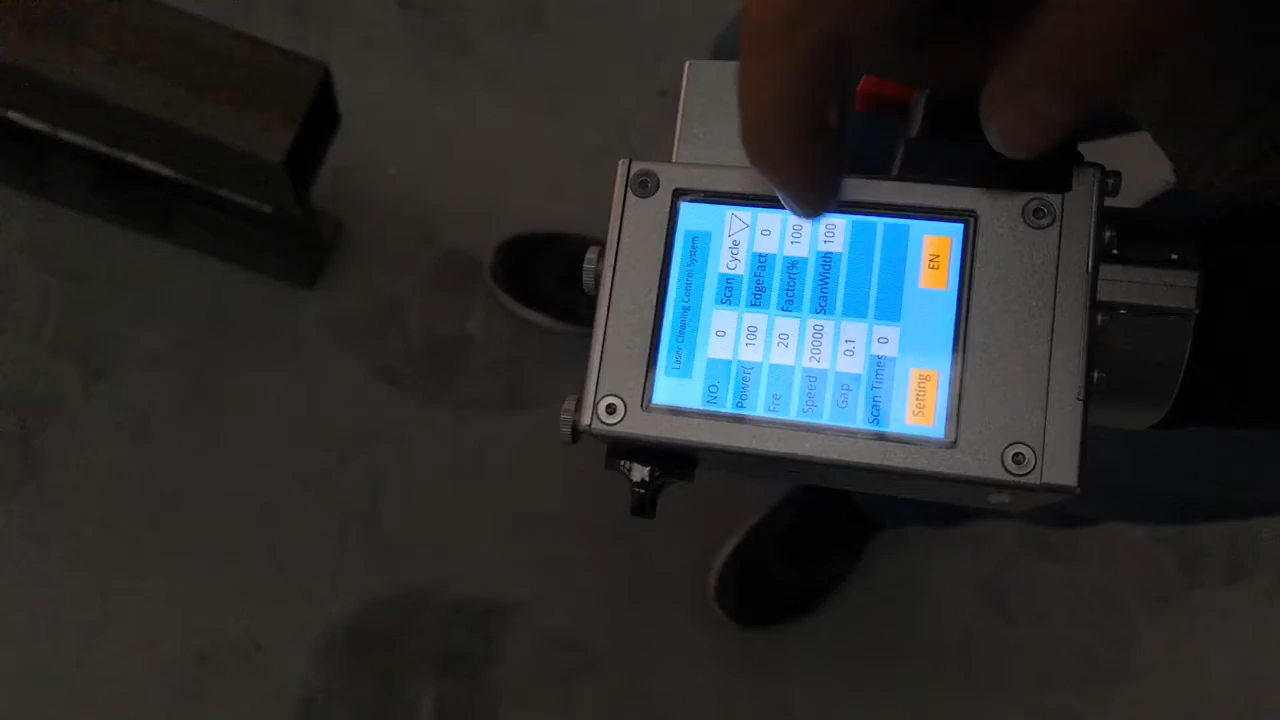 Laser Cleaning Control System
NO. 0 Scan Cycle
Power( 100 EdgeFact 0
Fre 20 Factor(% 100
Speed 20000 ScanWidth 100
Gap 0.1
Scan Times 0
Setting EN